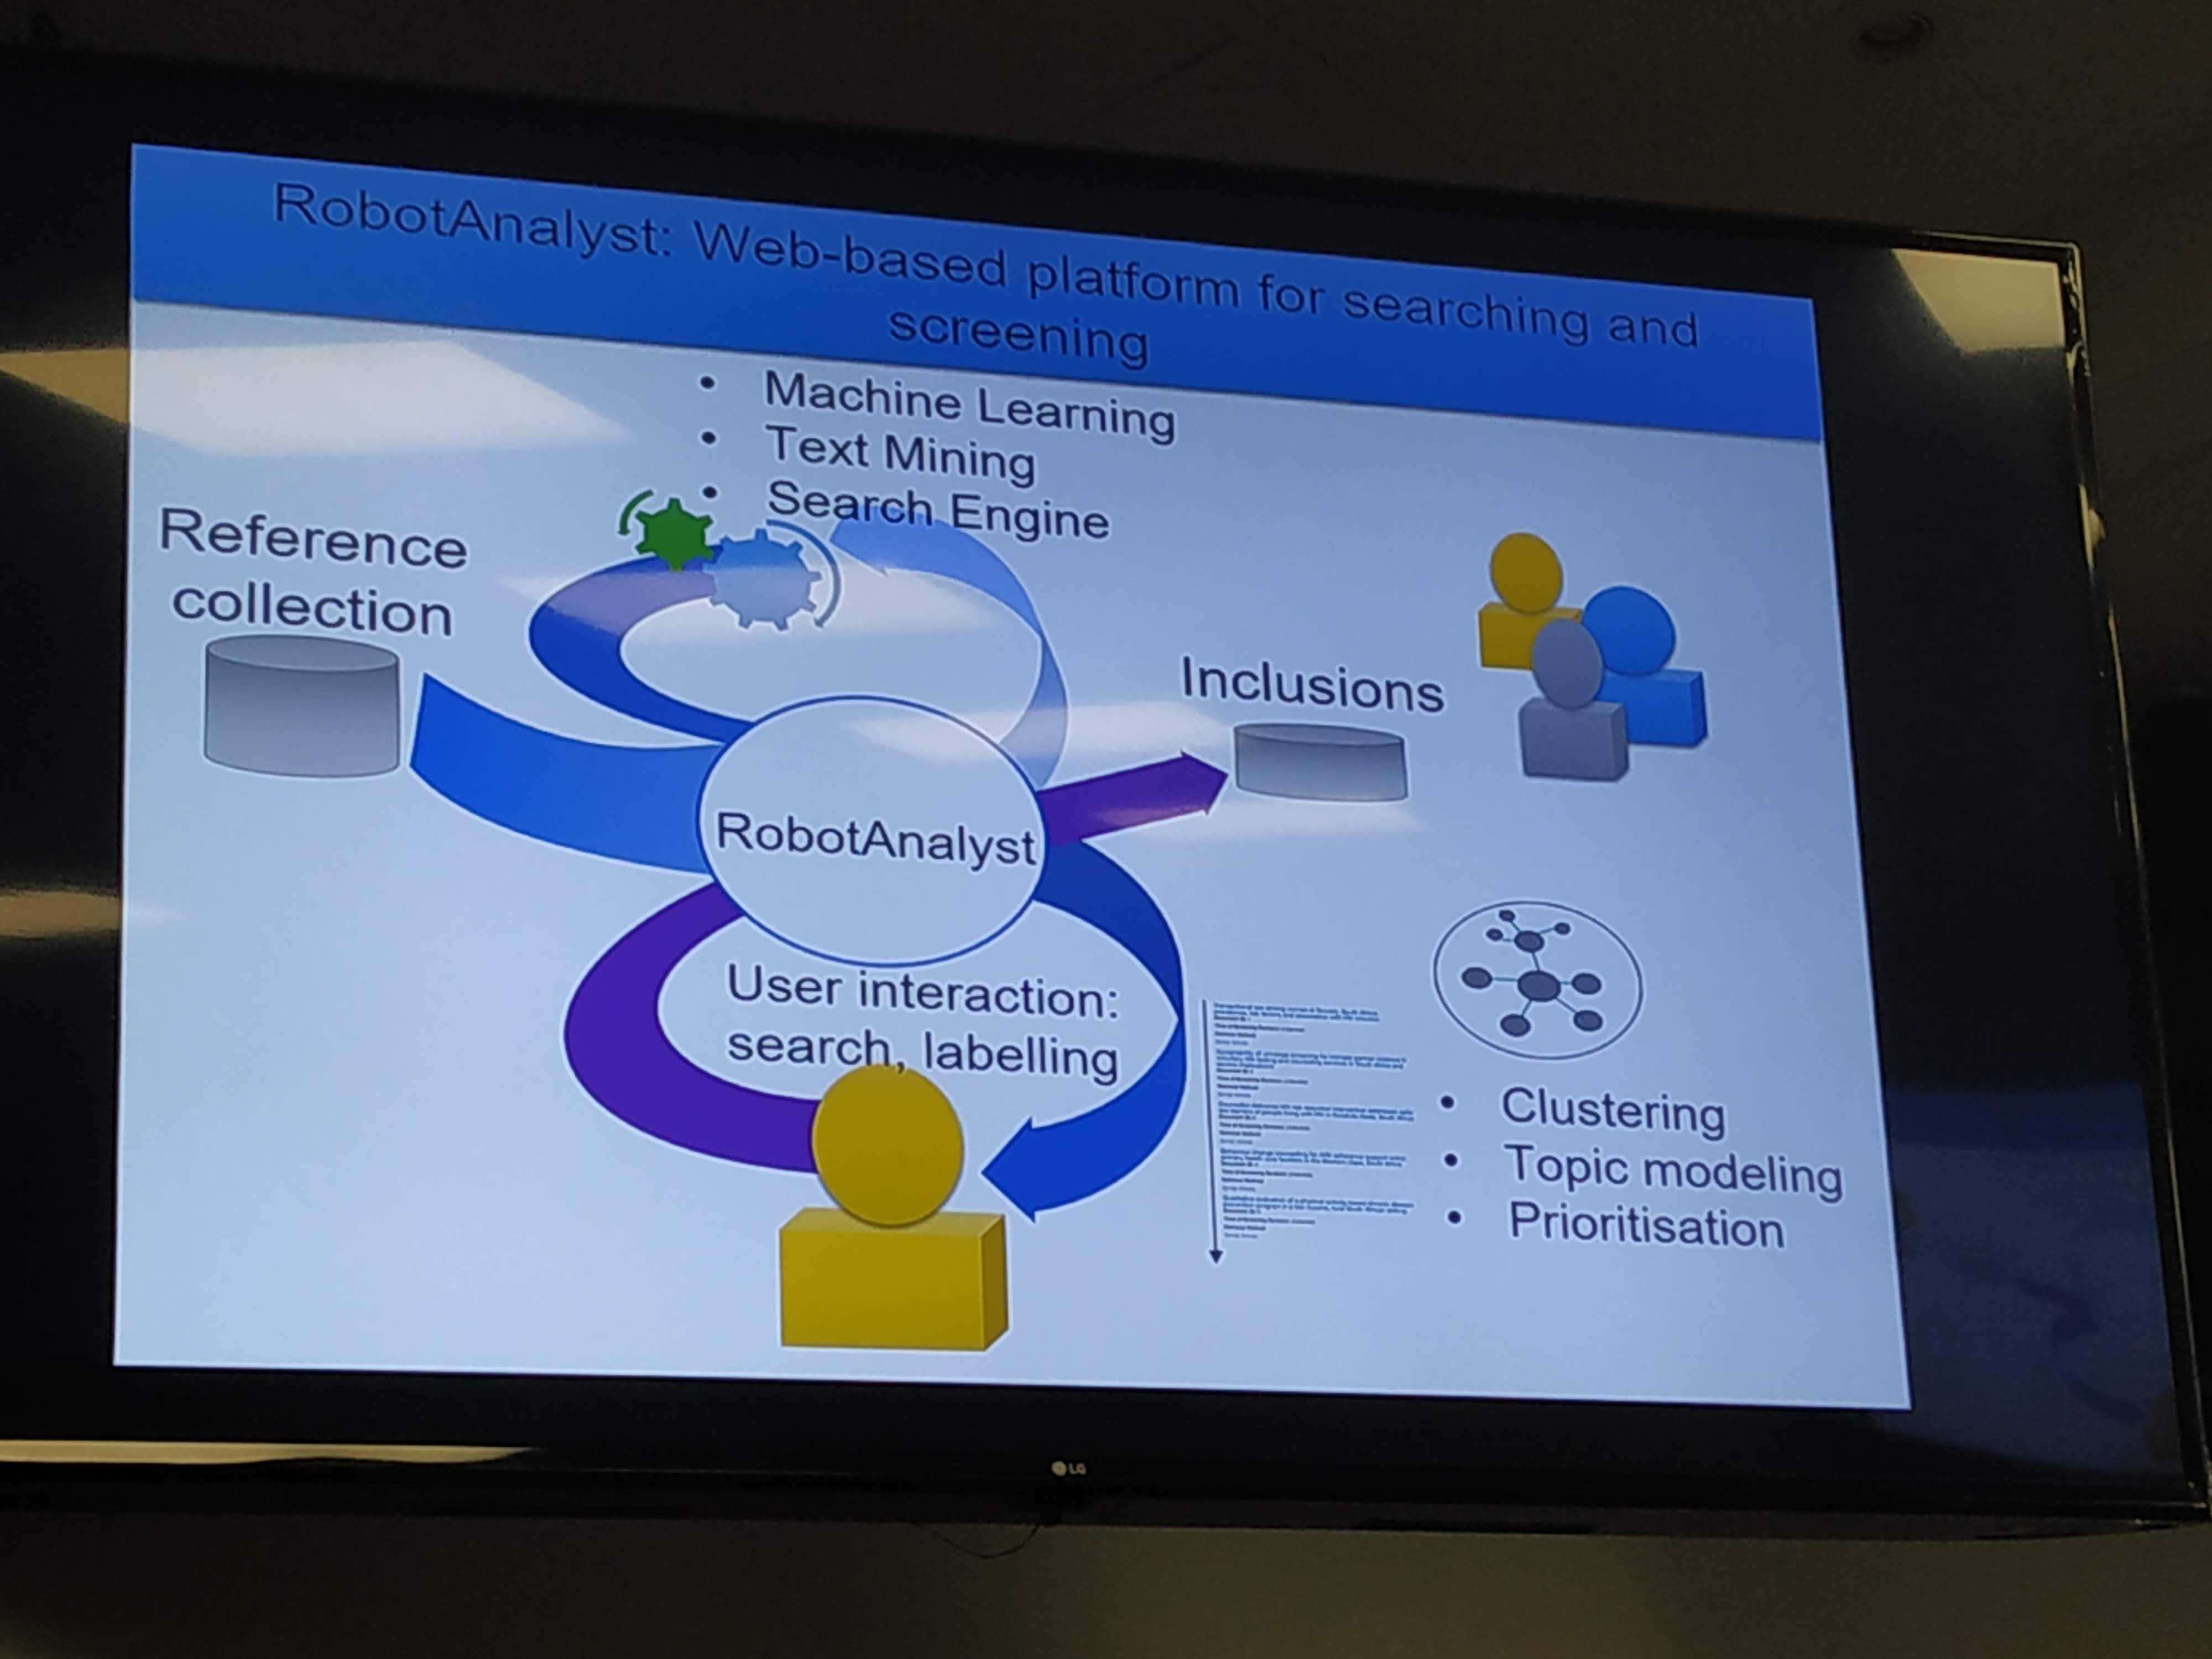 RobotAnalyst: Web-based platform for searching and
screening
• Machine Learning
• Text Mining
• Search Engine
Reference
collection
Inclusions
RobotAnalyst
User interaction:
search, labelling
• Clustering
• Topic modeling
• Prioritisation
LG